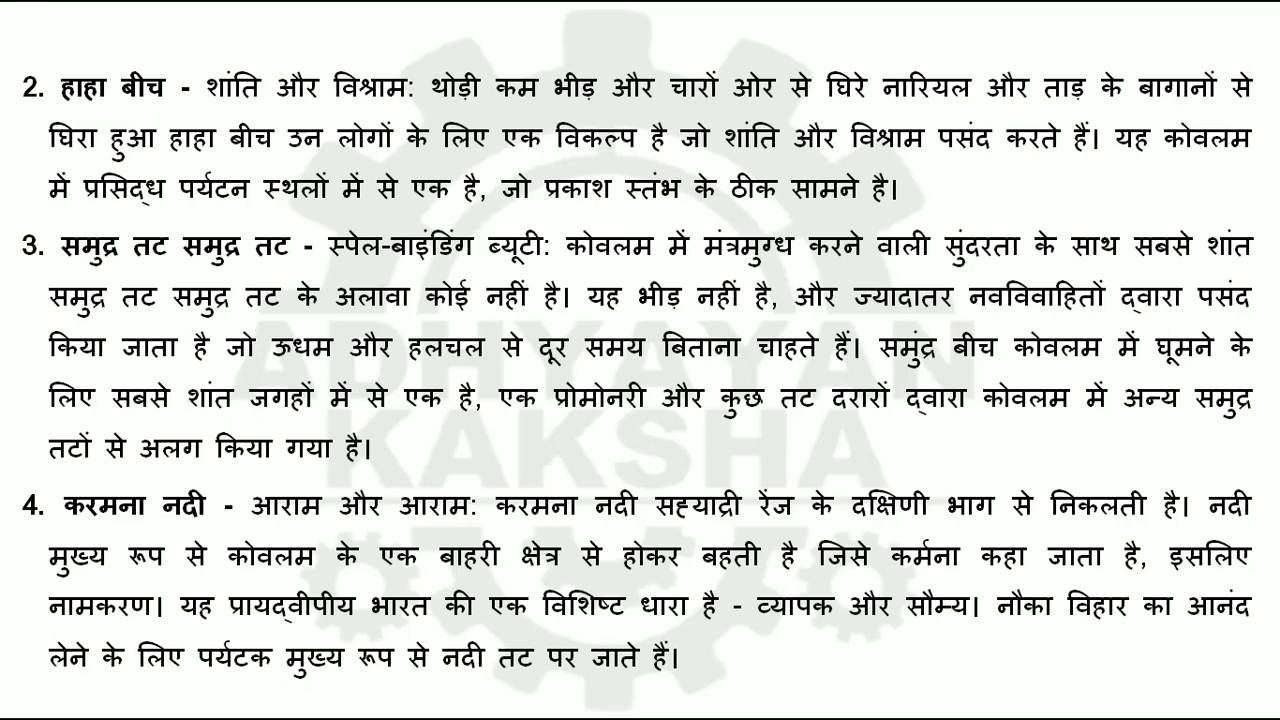 2. हाहा बीच - शांति और विश्राम: थोड़ी कम भीड़ और चारों ओर से घिरे नारियल और ताड़ के बागानों से
घिरा हुआ हाहा बीच उन लोगों के लिए एक विकल्प है जो शांति और विश्राम पसंद करते हैं। यह कोवलम
में प्रसिद्ध पर्यटन स्थलों में से एक है, जो प्रकाश स्तंभ के ठीक सामने है।
3. समुद्र तट समुद्र तट - स्पेल-बाइंडिंग ब्यूटी: कोवलम में मंत्रमुग्ध करने वाली सुंदरता के साथ सबसे शांत
समुद्र तट समुद्र तट के अलावा कोई नहीं है। यह भीड़ नहीं है, और ज्यादातर नवविवाहितों द्वारा पसंद
किया जाता है जो ऊधम और हलचल से दूर समय बिताना चाहते हैं। समुंद्र बीच कोवलम में घूमने के
लिए सबसे शांत जगहों में से एक है, एक प्रोमोनरी और कुछ तट दरारों द्वारा कोवलम में अन्य समुद्र
तटों से अलग किया गया है।
4. करमना नदी - आराम और आराम: करमना नदी सह्याद्री रेंज के दक्षिणी भाग से निकलती है। नदी
मुख्य रूप से कोवलम के एक बाहरी क्षेत्र से होकर बहती है जिसे कर्मना कहा जाता है, इसलिए
नामकरण। यह प्रायद्वीपीय भारत की एक विशिष्ट धारा है - व्यापक और सौम्य। नौका विहार का आनंद
लेने के लिए पर्यटक मुख्य रूप से नदी तट पर जाते हैं।
ADHYAYAN
KAKSHA